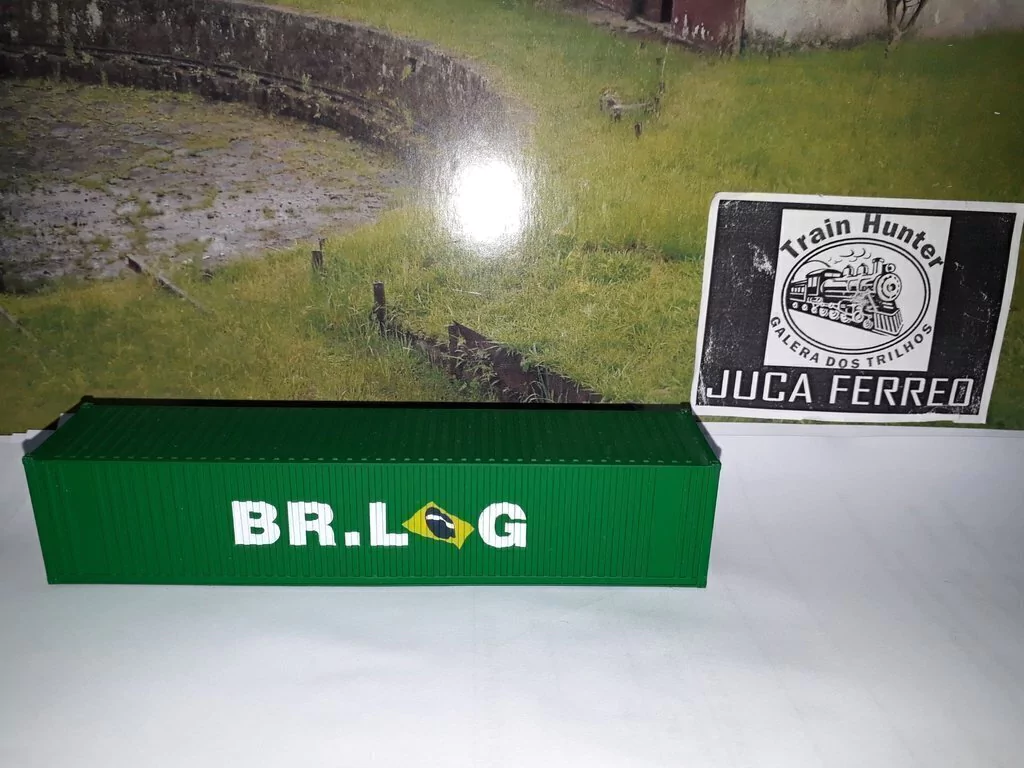 Train Hunter
GALERA DOS TRILHOS
JUCA FERREO
BR.LOG